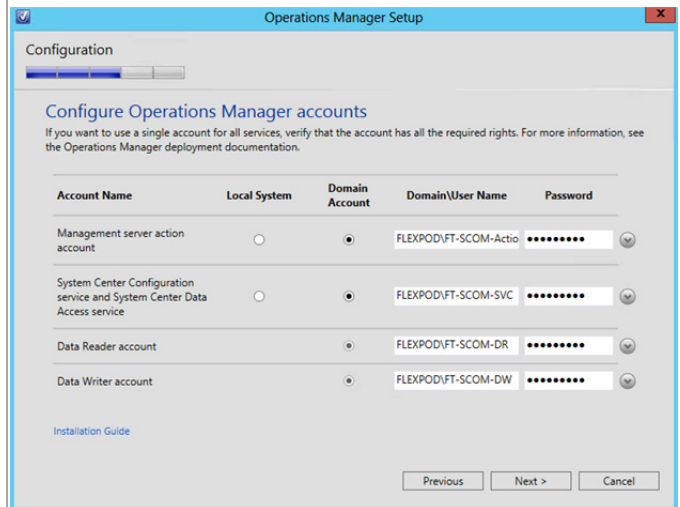 Operations Manager Setup
x
Configuration
Configure Operations Manager accounts
If you want to use a single account for all services, verify that the account has all the required rights. For more information, see
the Operations Manager deployment documentation.
Account Name Local System Domain Account Domain\User Name Password
Management server action
account
FLEXPOD\FT-SCOM-Actio •••••••••
System Center Configuration
service and System Center Data
Access service
FLEXPOD\FT-SCOM-SVC •••••••••
Data Reader account FLEXPOD\FT-SCOM-DR •••••••••
Data Writer account FLEXPOD\FT-SCOM-DW •••••••••
Installation Guide
Previous Next > Cancel